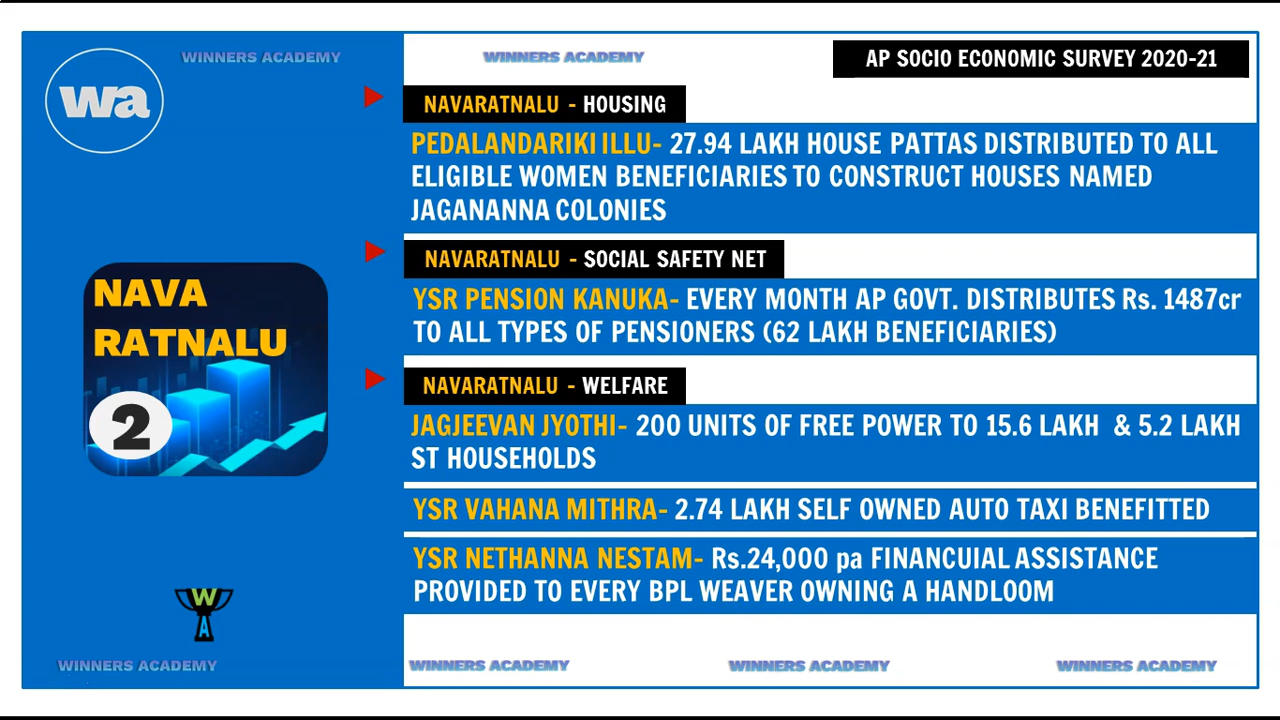 WINNERS ACADEMY
WINNERS ACADEMY
AP SOCIO ECONOMIC SURVEY 2020-21
wa
NAVARATNALU - HOUSING
PEDALANDARIKI ILLU- 27.94 LAKH HOUSE PATTAS DISTRIBUTED TO ALL
ELIGIBLE WOMEN BENEFICIARIES TO CONSTRUCT HOUSES NAMED
JAGANANNA COLONIES
NAVARATNALU - SOCIAL SAFETY NET
YSR PENSION KANUKA- EVERY MONTH AP GOVT. DISTRIBUTES Rs. 1487cr
TO ALL TYPES OF PENSIONERS (62 LAKH BENEFICIARIES)
NAVA
RATNALU
2
NAVARATNALU - WELFARE
JAGJEEVAN JYOTHI- 200 UNITS OF FREE POWER TO 15.6 LAKH & 5.2 LAKH
ST HOUSEHOLDS
YSR VAHANA MITHRA- 2.74 LAKH SELF OWNED AUTO TAXI BENEFITTED
YSR NETHANNA NESTAM- Rs.24,000 pa FINANCUIAL ASSISTANCE
PROVIDED TO EVERY BPL WEAVER OWNING A HANDLOOM
W
A
WINNERS ACADEMY
WINNERS ACADEMY
WINNERS ACADEMY
WINNERS ACADEMY